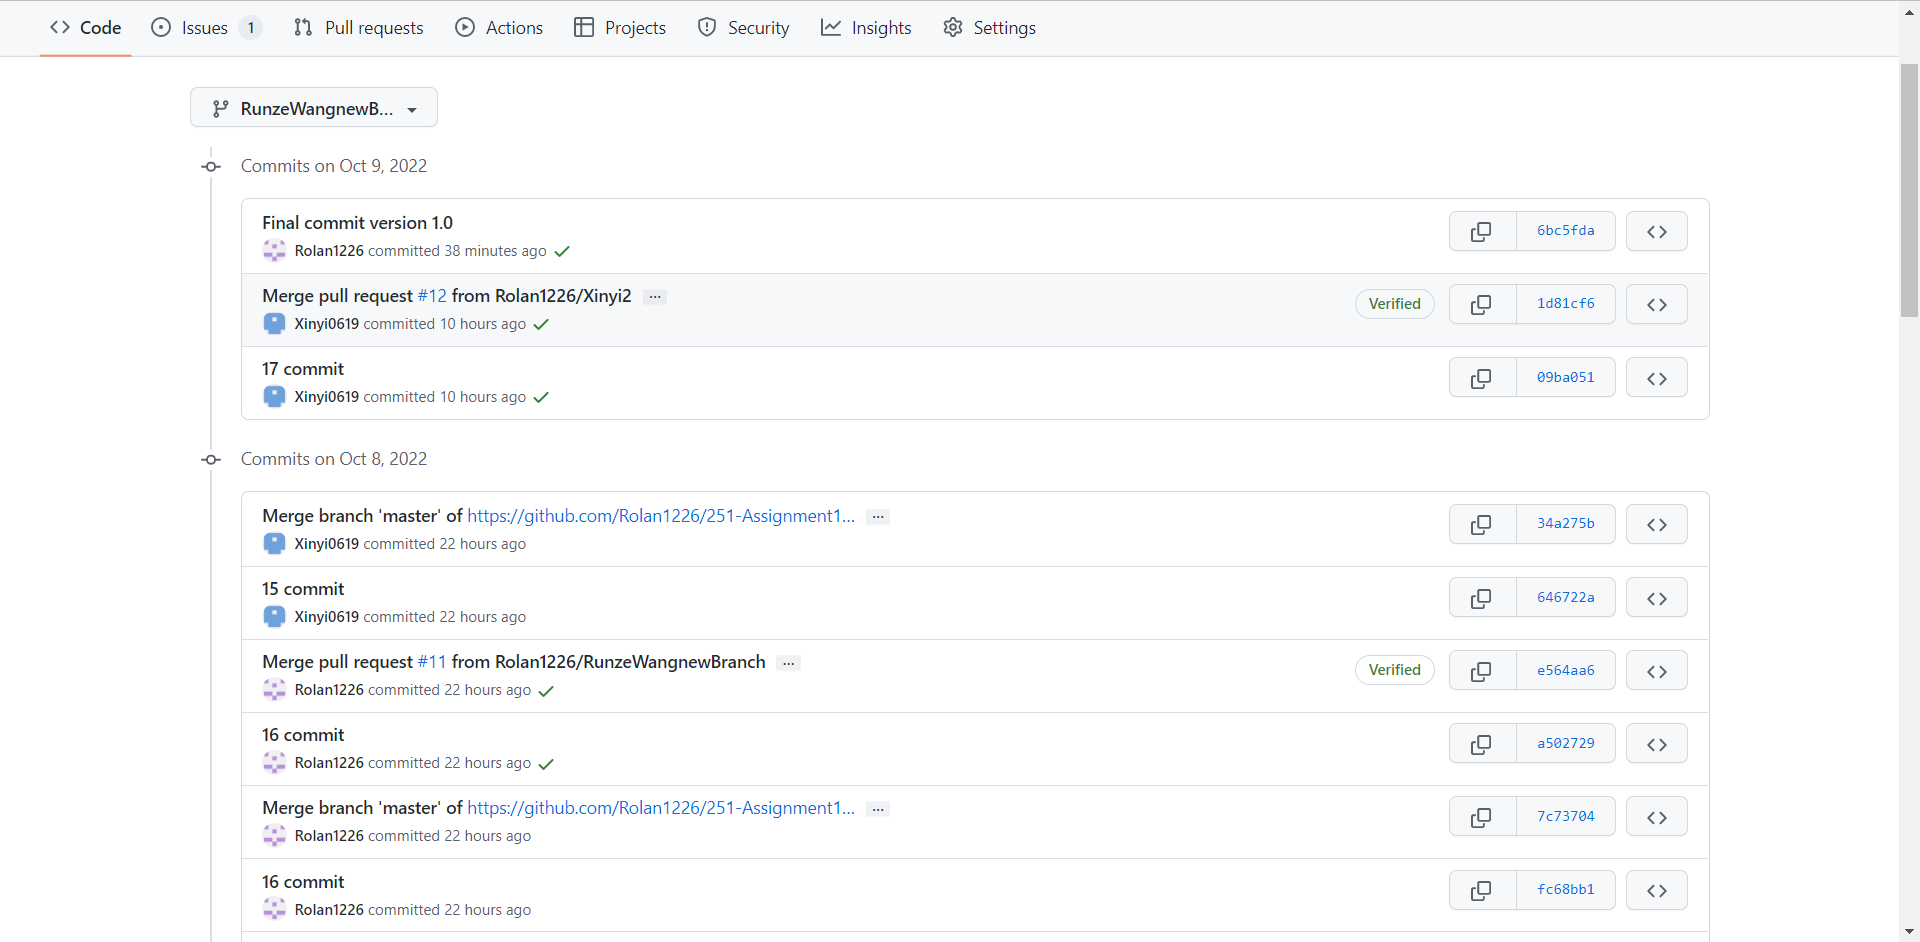 Code Issues 1 Pull requests Actions Projects Security Insights Settings
RunzeWangnewB...
Commits on Oct 9, 2022
Final commit version 1.0
6bc5fda
Rolan1226 committed 38 minutes ago
Merge pull request #12 from Rolan1226/Xinyi2 ...
Verified 1d81cf6
Xinyi0619 committed 10 hours ago
17 commit
09ba051
Xinyi0619 committed 10 hours ago
Commits on Oct 8, 2022
Merge branch 'master' of https://github.com/Rolan1226/251-Assignment1... ...
34a275b
Xinyi0619 committed 22 hours ago
15 commit
646722a
Xinyi0619 committed 22 hours ago
Merge pull request #11 from Rolan1226/RunzeWangnewBranch ...
Verified e564aa6
Rolan1226 committed 22 hours ago
16 commit
a502729
Rolan1226 committed 22 hours ago
Merge branch 'master' of https://github.com/Rolan1226/251-Assignment1... ...
7c73704
Rolan1226 committed 22 hours ago
16 commit
fc68bb1
Rolan1226 committed 22 hours ago